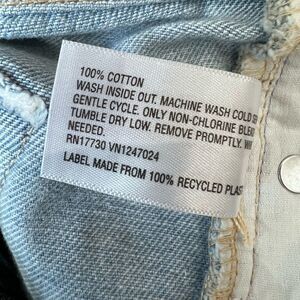 100% COTTON
WASH INSIDE OUT. MACHINE WASH COLD
GENTLE CYCLE. ONLY NON-CHLORINE
TUMBLE DRY LOW. REMOVE PROMPTLY.
NEEDED.
RN17730 VN1247024
LABEL MADE FROM 100% RECYCLED